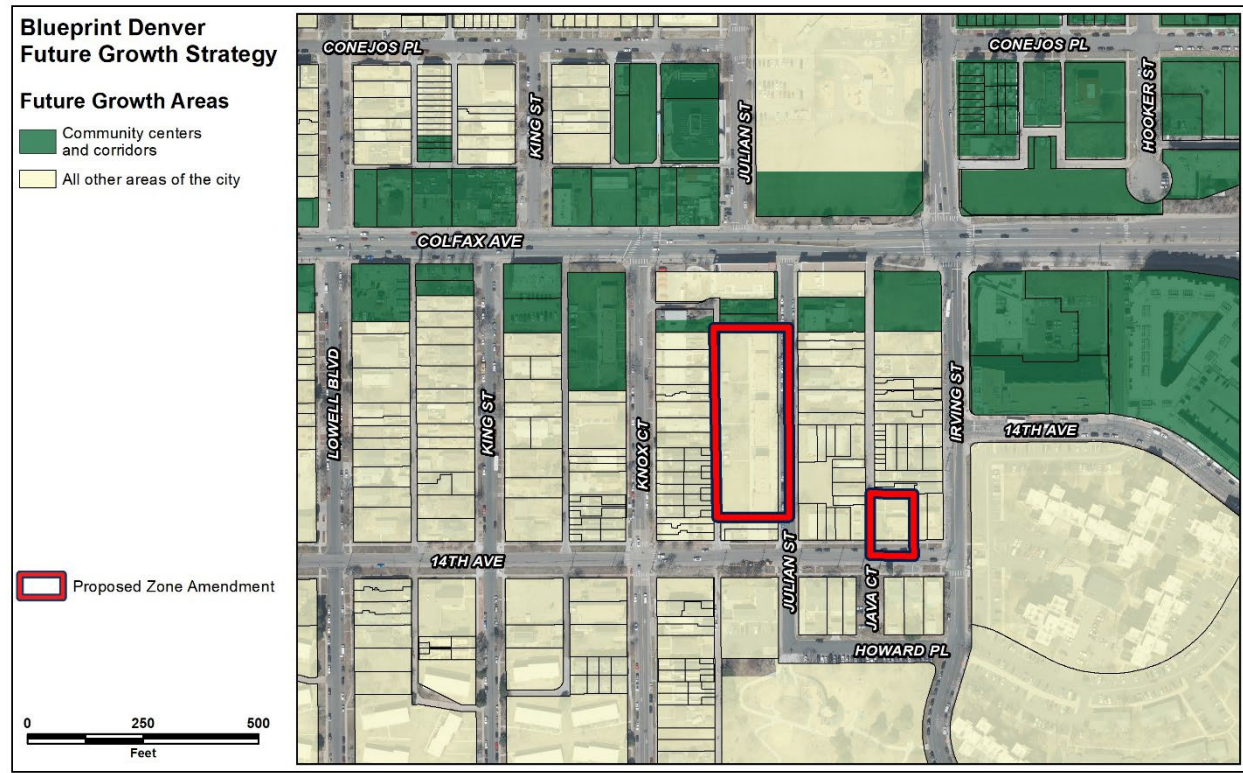 Blueprint Denver
Future Growth Strategy
Future Growth Areas
Community centers
and corridors
All other areas of the city
Proposed Zone Amendment
0 250 500
Feet
CONEJOS PL
CONEJOS PL
KING ST
JULIAN ST
HOOKER ST
COLFAX AVE
LOWELL BLVD
KING ST
KNOX CT
IRVING ST
14TH AVE
14TH AVE
JULIAN ST
JAVA CT
HOWARD PL